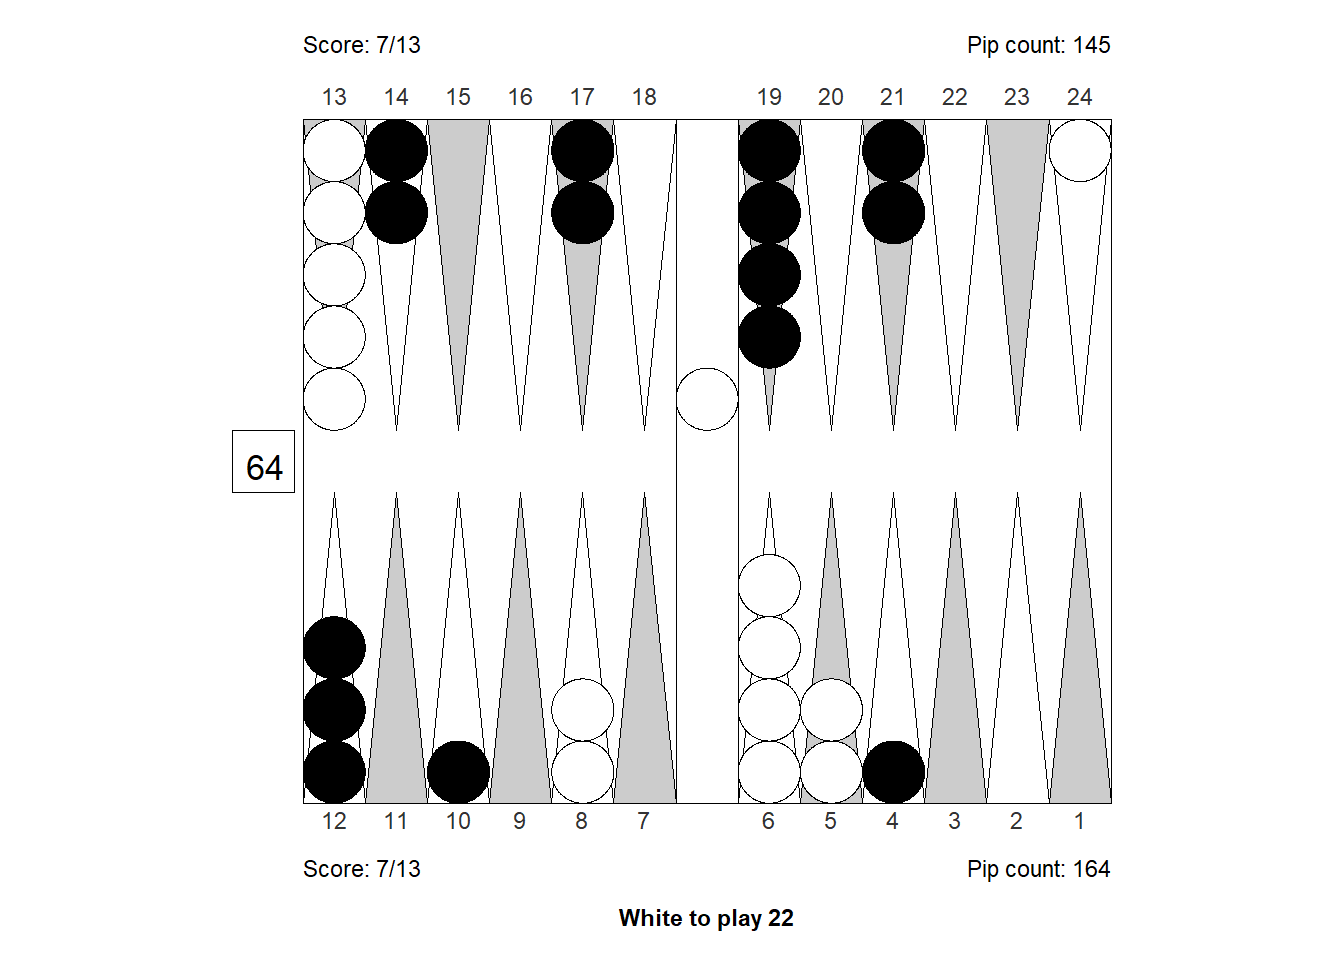 Score: 7/13 Pip count: 145
13 14 15 16 17 18 19 20 21 22 23 24
64
12 11 10 9 8 7 6 5 4 3 2 1
Score: 7/13 Pip count: 164
White to play 22